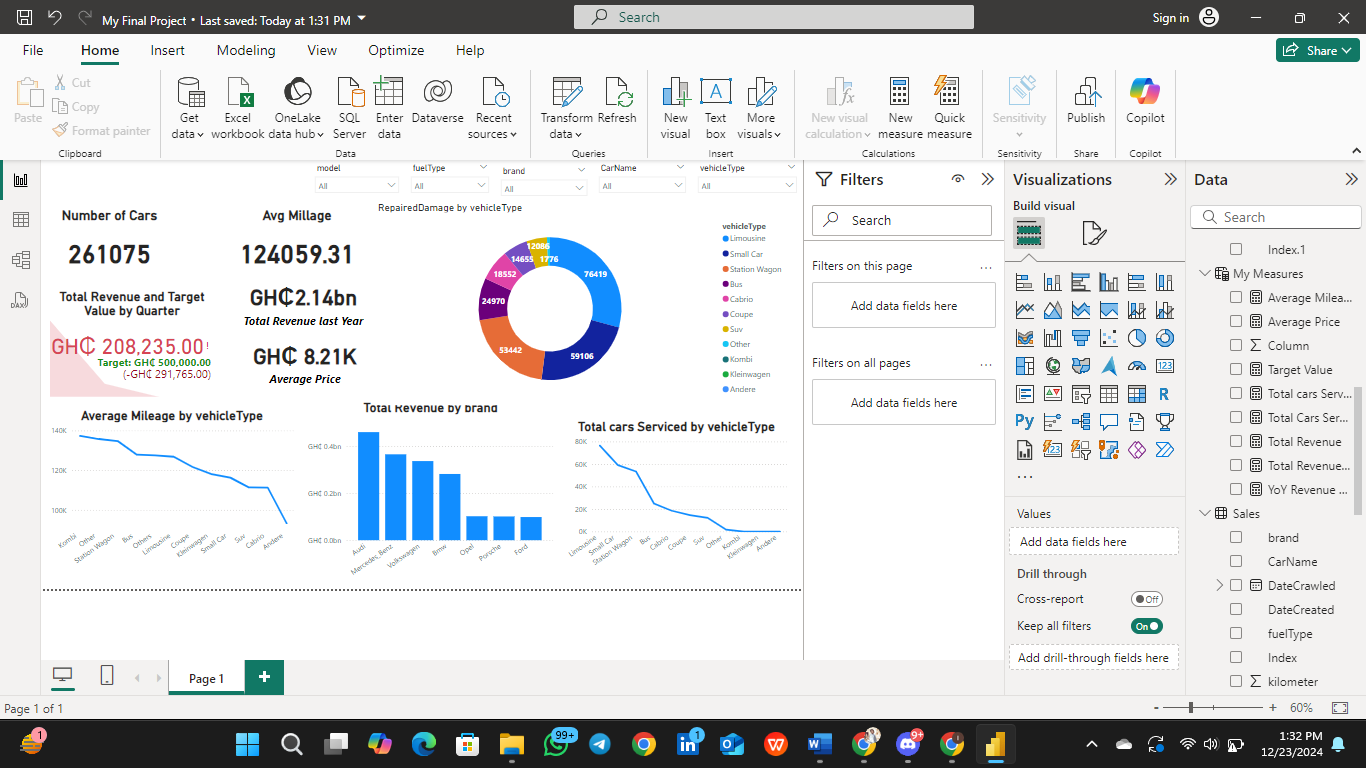 My Final Project • Last saved: Today at 1:31 PM
Search
Sign in
File Home Insert Modeling View Optimize Help
Share
Paste
Cut
Copy
Format painter
Clipboard
Get data
Excel workbook
OneLake data hub
SQL Server
Enter data
Dataverse
Recent sources
Data
Transform data
Refresh
Queries
New visual
Text box
More visuals
Insert
New visual calculation
New measure
Quick measure
Calculations
Sensitivity
Sensitivity
Publish
Share
Copilot
Copilot
model fuelType brand CarName vehicleType
All All All All All
Number of Cars
261075
Avg Millage
124059.31
Total Revenue and Target
Value by Quarter
GH₵ 208,235.00!
Target: GH₵ 500,000.00
(-GH₵ 291,765.00)
GH₵2.14bn
Total Revenue last Year
GH₵ 8.21K
Average Price
RepairedDamage by vehicleType
76419
59106
53442
24970
18552
14655
12086
1776
vehicleType
Limousine
Small Car
Station Wagon
Bus
Cabrio
Coupe
Suv
Other
Kombi
Kleinwagen
Andere
Average Mileage by vehicleType
140K
120K
100K
Kombi
Other
Station Wagon
Bus
Others
Limousine
Coupe
Kleinwagen
Small Car
Suv
Cabrio
Andere
Total Revenue by brand
GH₵ 0.4bn
GH₵ 0.2bn
GH₵ 0.0bn
Audi
Mercedes_Benz
Volkswagen
Bmw
Opel
Porsche
Ford
Total cars Serviced by vehicleType
80K
60K
40K
20K
0K
Limousine
Small Car
Station Wagon
Bus
Cabrio
Coupe
Suv
Other
Kombi
Kleinwagen
Andere
Filters
Search
Filters on this page
Add data fields here
Filters on all pages
Add data fields here
Visualizations
Build visual
R
Py
123
Values
Add data fields here
Drill through
Cross-report
Off
Keep all filters
On
Add drill-through fields here
Data
Search
Index.1
My Measures
Average Milea...
Average Price
Column
Target Value
Total cars Serv...
Total Cars Ser...
Total Revenue
Total Revenue...
YoY Revenue ...
Sales
brand
CarName
DateCrawled
DateCreated
fuelType
Index
kilometer
Page 1
Page 1 of 1
- + 60%
1
99+
1
9+
1:32 PM
12/23/2024